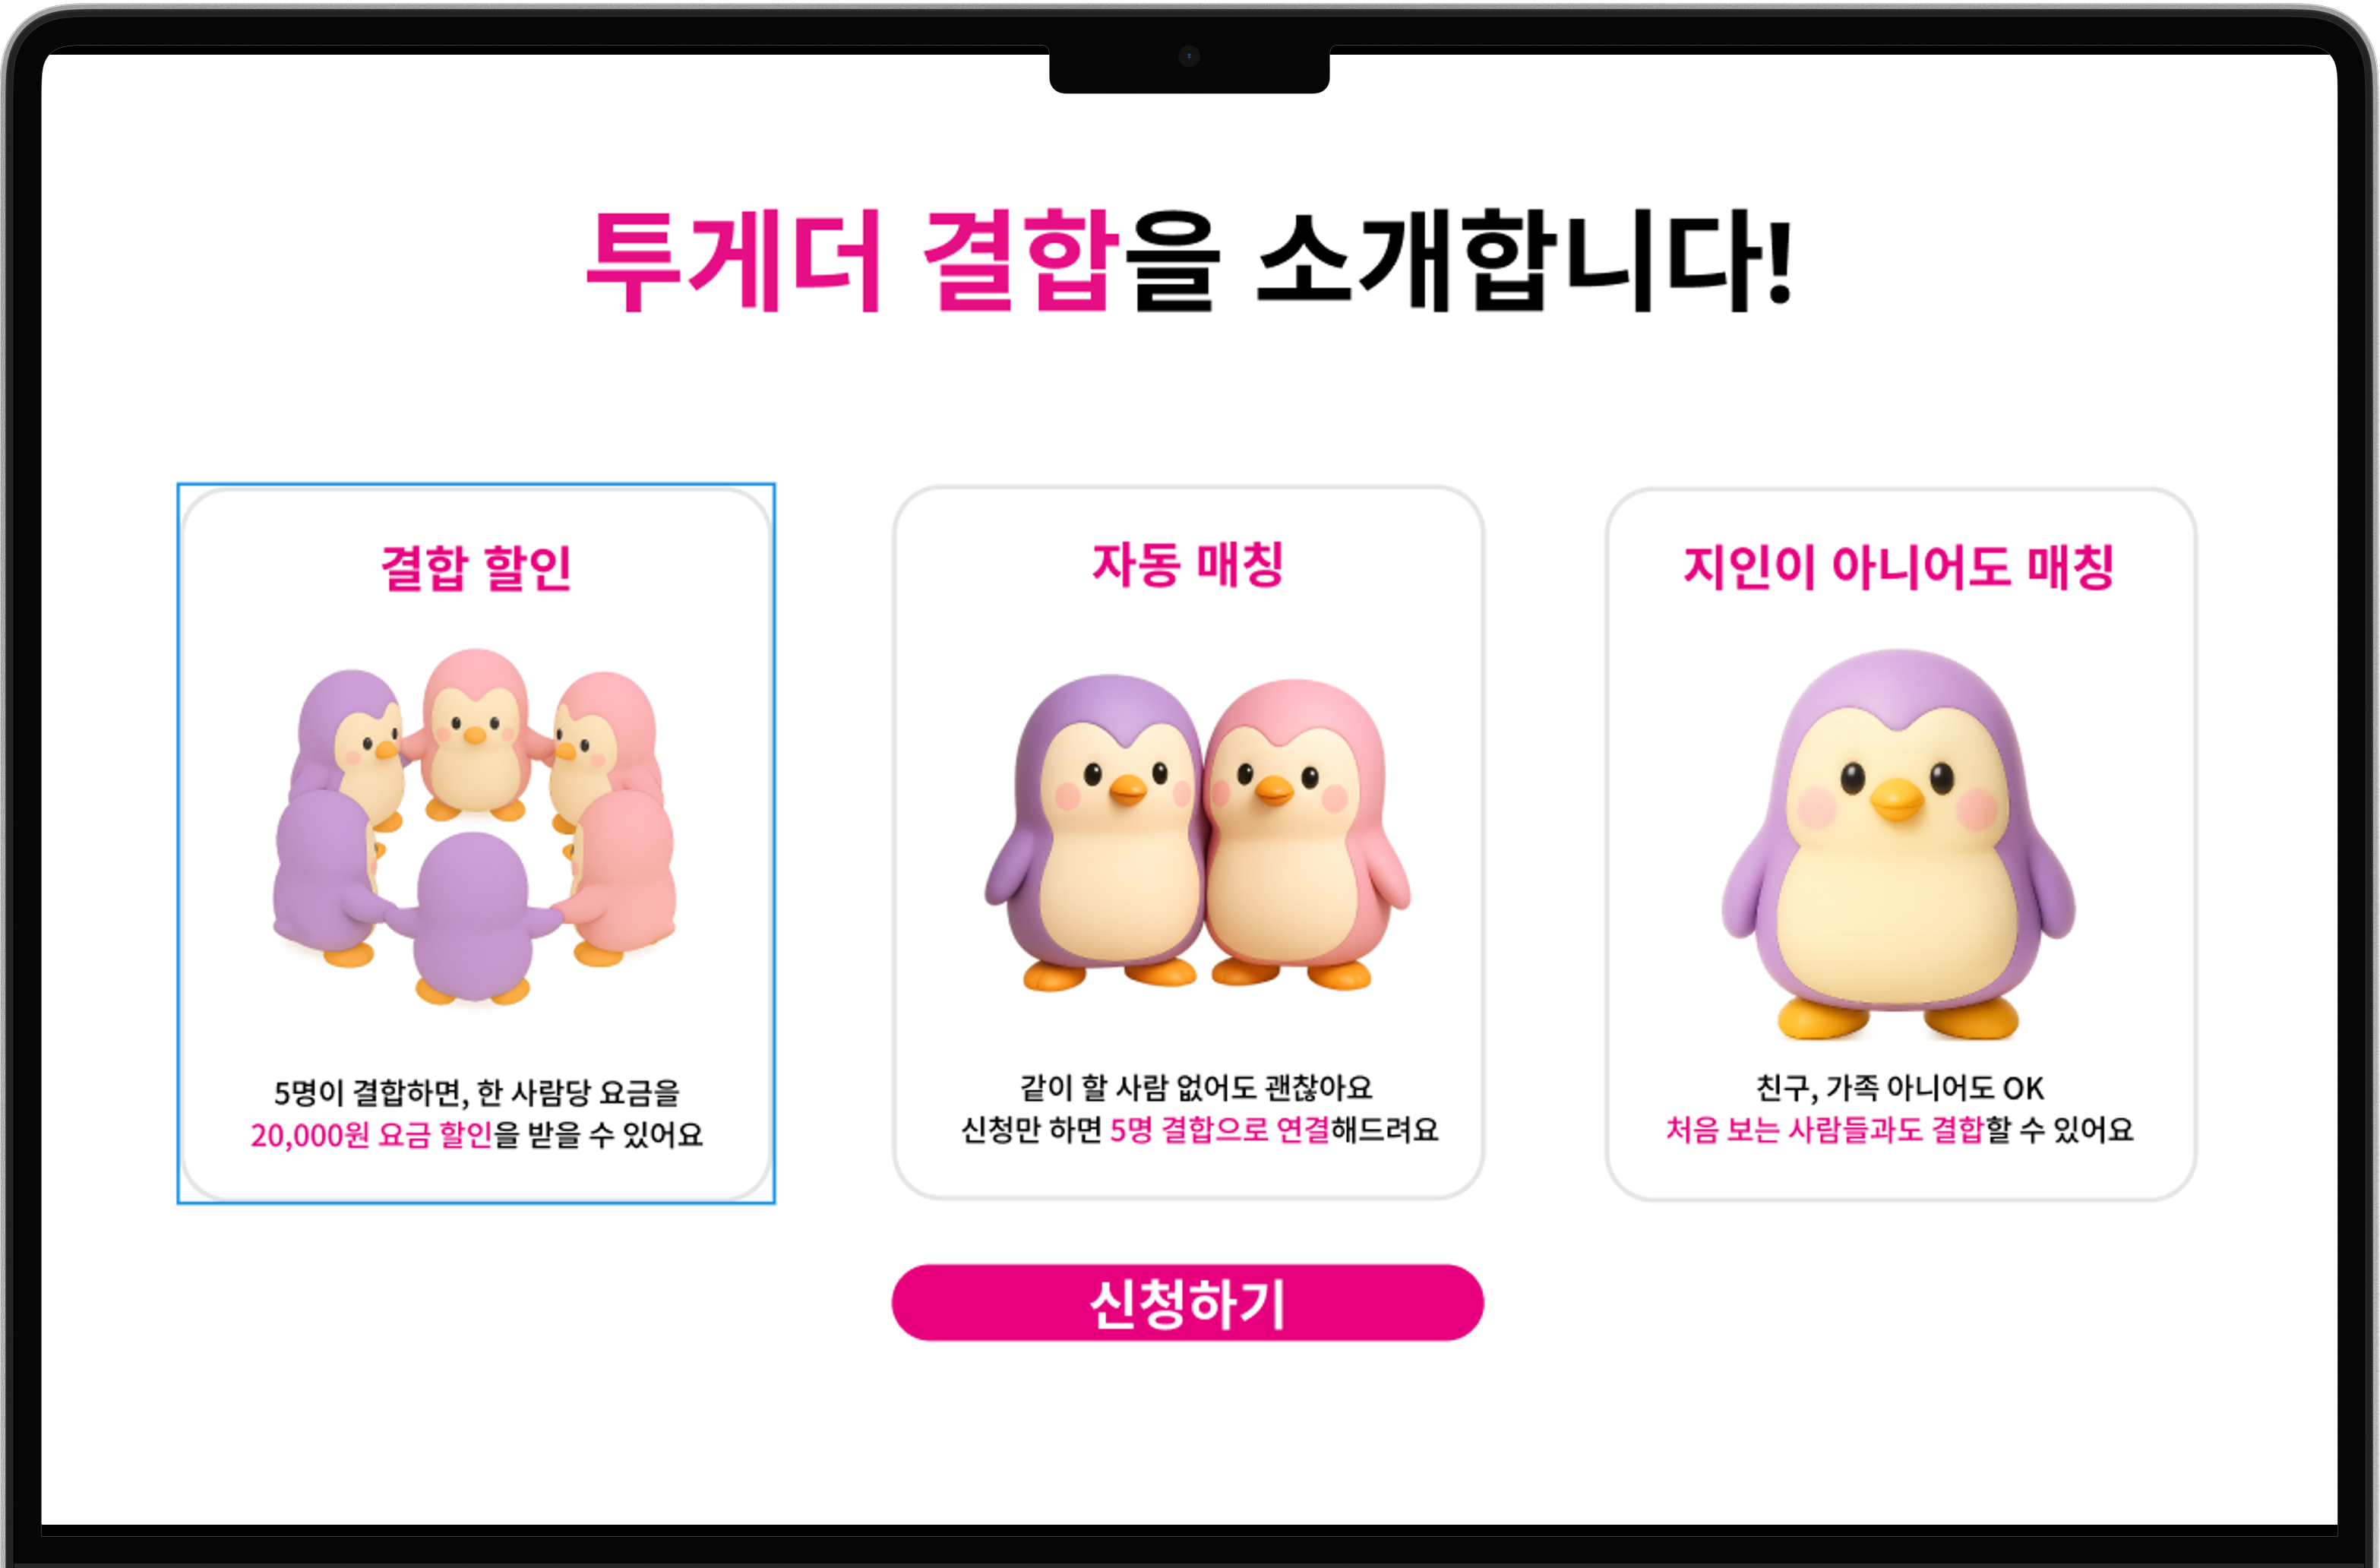 투게더 결합을 소개합니다!
결합 할인
5명이 결합하면, 한 사람당 요금을
20,000원 요금 할인을 받을 수 있어요
자동 매칭
같이 할 사람 없어도 괜찮아요
신청만 하면 5명 결합으로 연결해드려요
지인이 아니어도 매칭
친구, 가족 아니어도 OK
처음 보는 사람들과도 결합할 수 있어요
신청하기